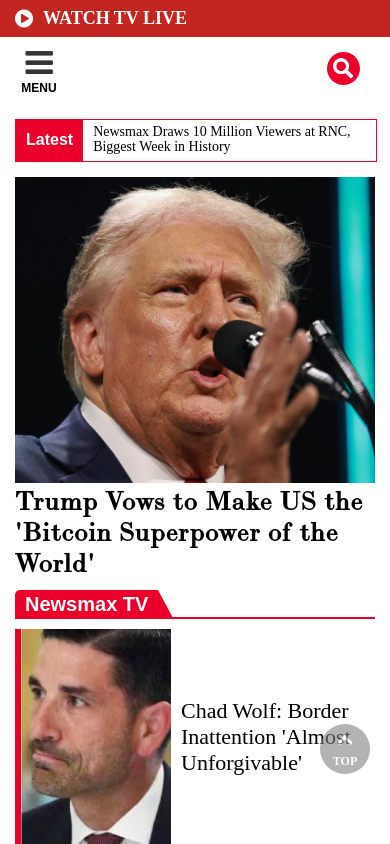 WATCH TV LIVE
MENU
Latest
Newsmax Draws 10 Million Viewers at RNC,
Biggest Week in History
Trump Vows to Make US the
'Bitcoin Superpower of the
World'
Newsmax TV
Chad Wolf: Border
Inattention 'Almost
Unforgivable'
TOP